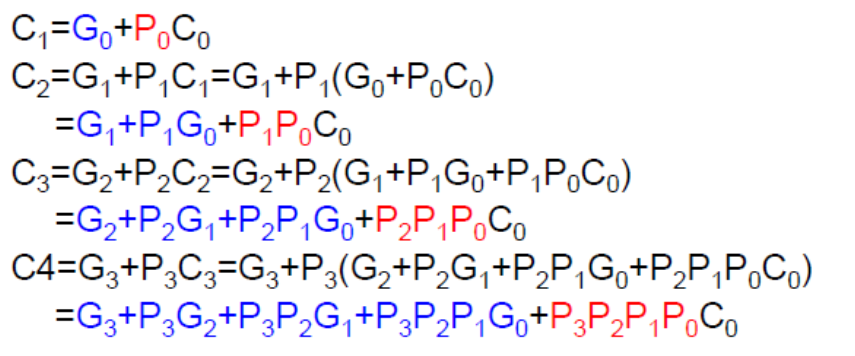 C₁=G₀+P₀C₀
C₂=G₁+P₁C₁=G₁+P₁(G₀+P₀C₀)
=G₁+P₁G₀+P₁P₀C₀
C₃=G₂+P₂C₂=G₂+P₂(G₁+P₁G₀+P₁P₀C₀)
=G₂+P₂G₁+P₂P₁G₀+P₂P₁P₀C₀
C4=G₃+P₃C₃=G₃+P₃(G₂+P₂G₁+P₂P₁G₀+P₂P₁P₀C₀)
=G₃+P₃G₂+P₃P₂G₁+P₃P₂P₁G₀+P₃P₂P₁P₀C₀